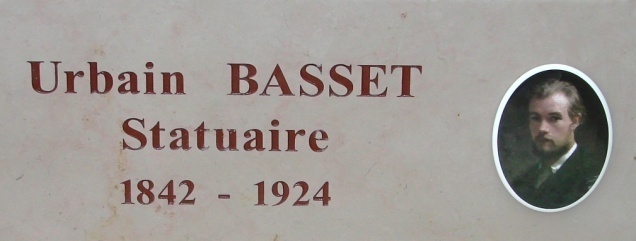 Urbain BASSET
Statuaire
1842 - 1924